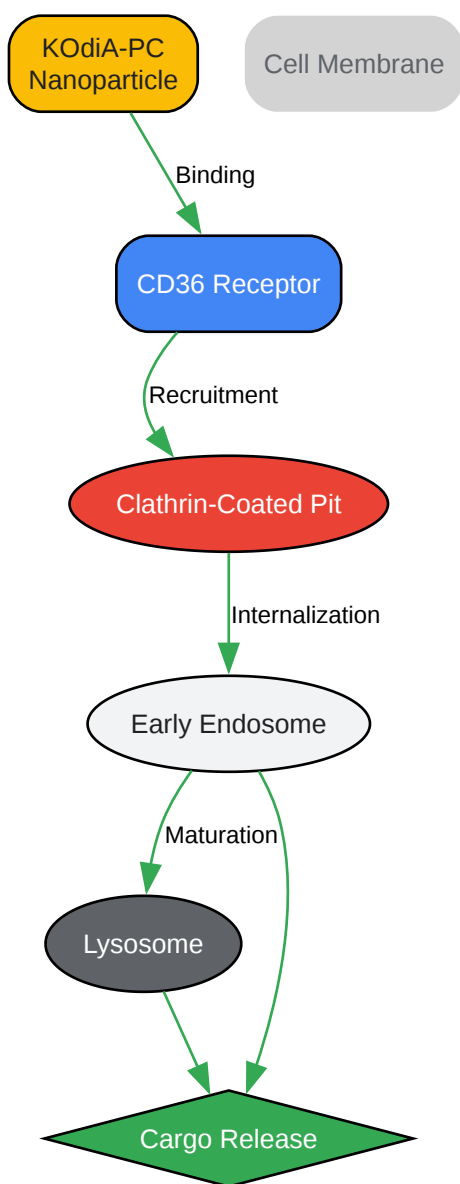 KOdiA-PC
Nanoparticle
Cell Membrane
Binding
CD36 Receptor
Recruitment
Clathrin-Coated Pit
Internalization
Early Endosome
Maturation
Lysosome
Cargo Release